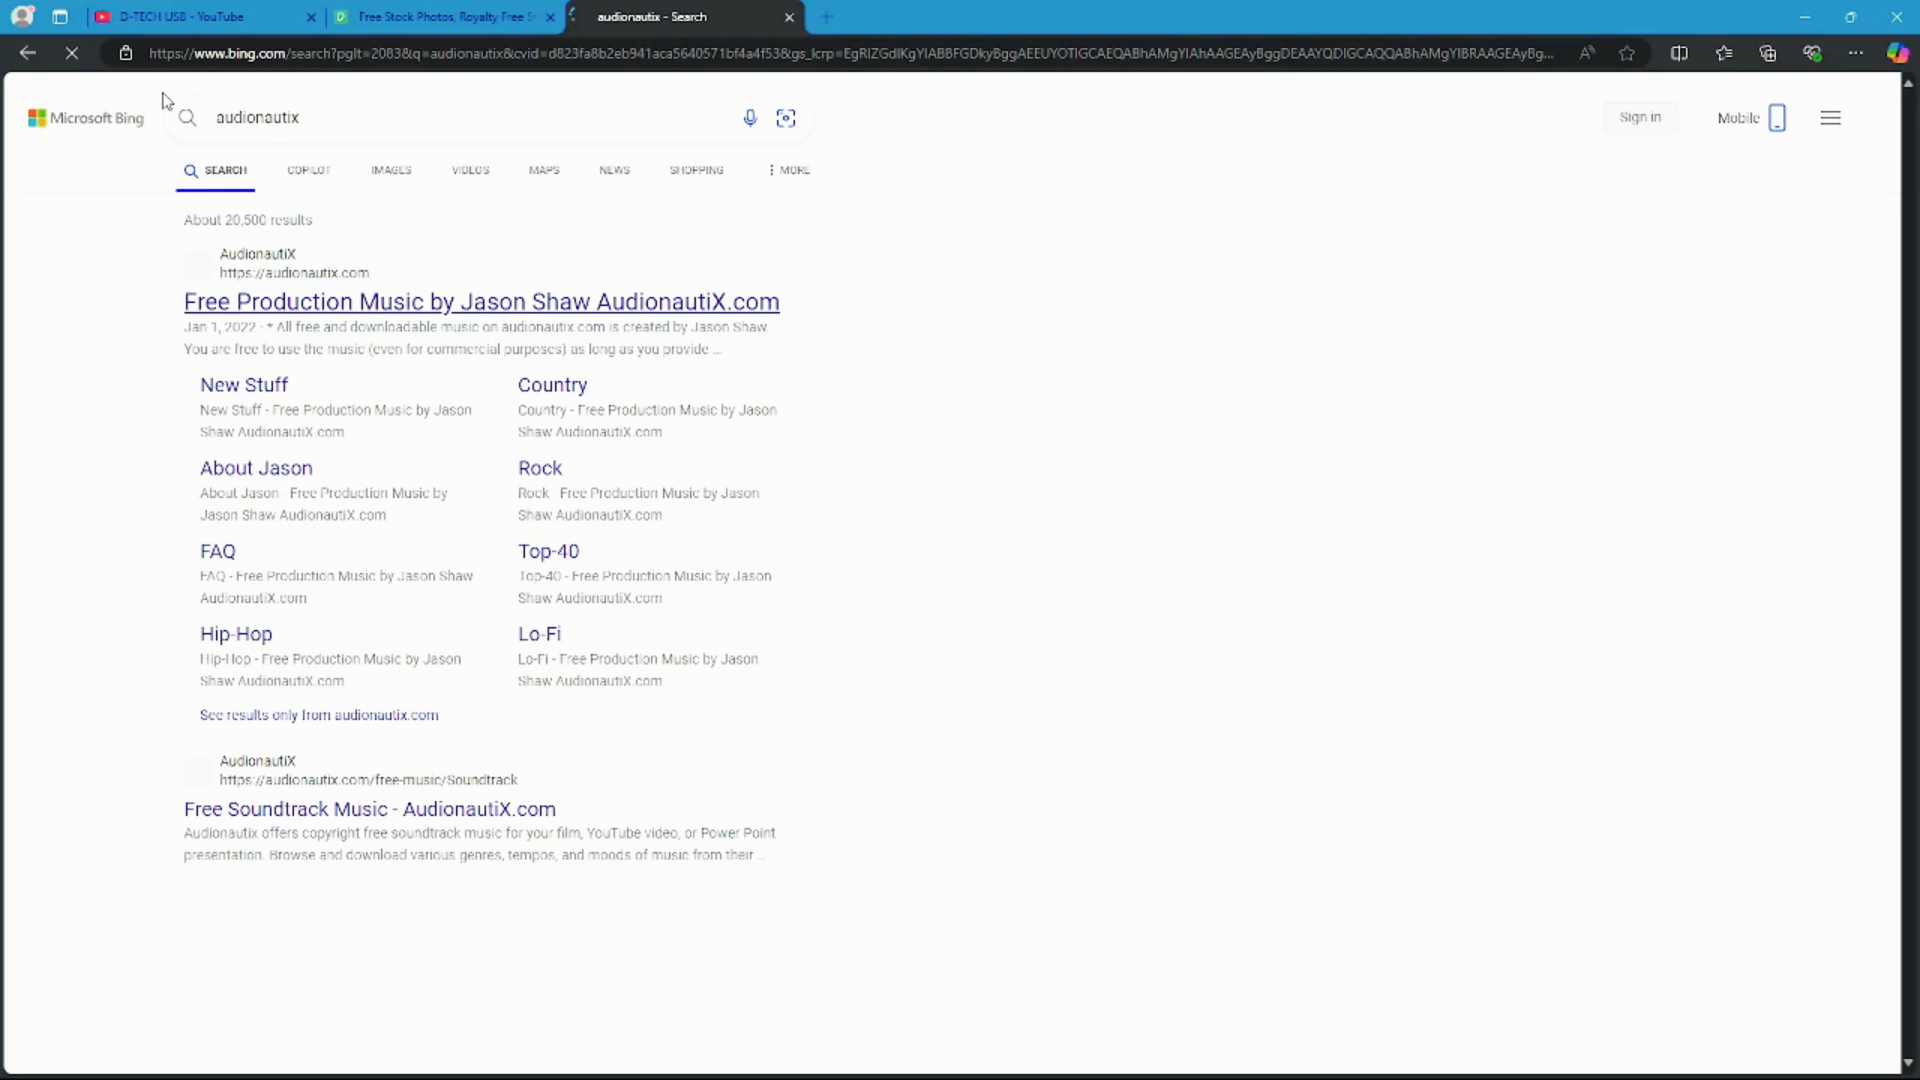 D-TECH USB - YouTube
Free Stock Photos, Royalty Free S
audionautix - Search
https://www.bing.com/search?pglt=2083&q=audionautix&cvid=d823fa8b2eb941aca5640571bf4a4f53&gs_lcrp=EgRIZGdlKgYIABBFGDkyBggAEEUYOTIGCAEQABhAMgYIAhAAGEAyBggDEAAYQDIGCAQQABhAMgYIBRAAGEAyBg...
Microsoft Bing
audionautix
Sign in
Mobile
SEARCH
COPILOT
IMAGES
VIDEOS
MAPS
NEWS
SHOPPING
MORE
About 20,500 results
AudionautiX
https://audionautix.com
Free Production Music by Jason Shaw AudionautiX.com
Jan 1, 2022 · * All free and downloadable music on audionautix.com is created by Jason Shaw.
You are free to use the music (even for commercial purposes) as long as you provide ...
New Stuff
New Stuff - Free Production Music by Jason
Shaw AudionautiX.com
Country
Country - Free Production Music by Jason
Shaw AudionautiX.com
About Jason
About Jason - Free Production Music by
Jason Shaw AudionautiX.com
Rock
Rock - Free Production Music by Jason
Shaw AudionautiX.com
FAQ
FAQ - Free Production Music by Jason Shaw
AudionautiX.com
Top-40
Top-40 - Free Production Music by Jason
Shaw AudionautiX.com
Hip-Hop
Hip-Hop - Free Production Music by Jason
Shaw AudionautiX.com
Lo-Fi
Lo-Fi - Free Production Music by Jason
Shaw AudionautiX.com
See results only from audionautix.com
AudionautiX
https://audionautix.com/free-music/Soundtrack
Free Soundtrack Music - AudionautiX.com
Audionautix offers copyright free soundtrack music for your film, YouTube video, or Power Point
presentation. Browse and download various genres, tempos, and moods of music from their ...